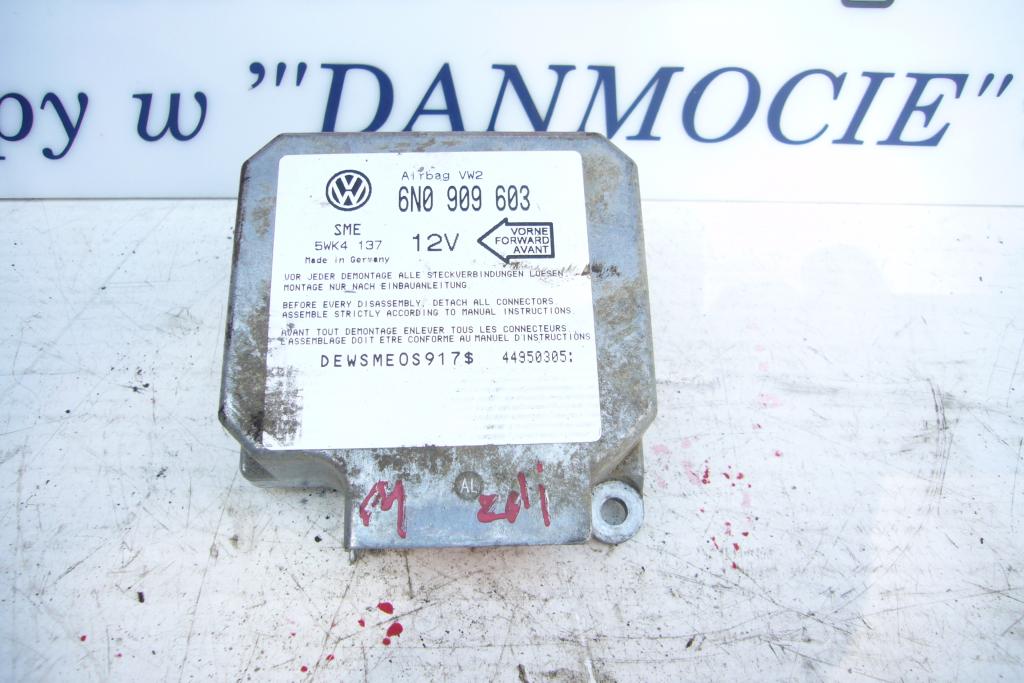 py w '"DANMOCIE"
Airbag VW2
6N0 909 603
SME
5WK4 137
Made in Germany
12V
VORNE
FORWARD
AVANT
VOR JEDER DEMONTAGE ALLE STECKVERBINDUNGEN LOESEN.
MONTAGE NUR NACH EINBAUANLEITUNG.
BEFORE EVERY DISASSEMBLY, DETACH ALL CONNECTORS.
ASSEMBLE STRICTLY ACCORDING TO MANUAL INSTRUCTIONS.
AVANT TOUT DEMONTAGE ENLEVER TOUS LES CONNECTEURS.
L'ASSEMBLAGE DOIT ETRE CONFORME AU MANUEL D'INSTRUCTIONS
DEWSMEOS917$ 44950305:
AL